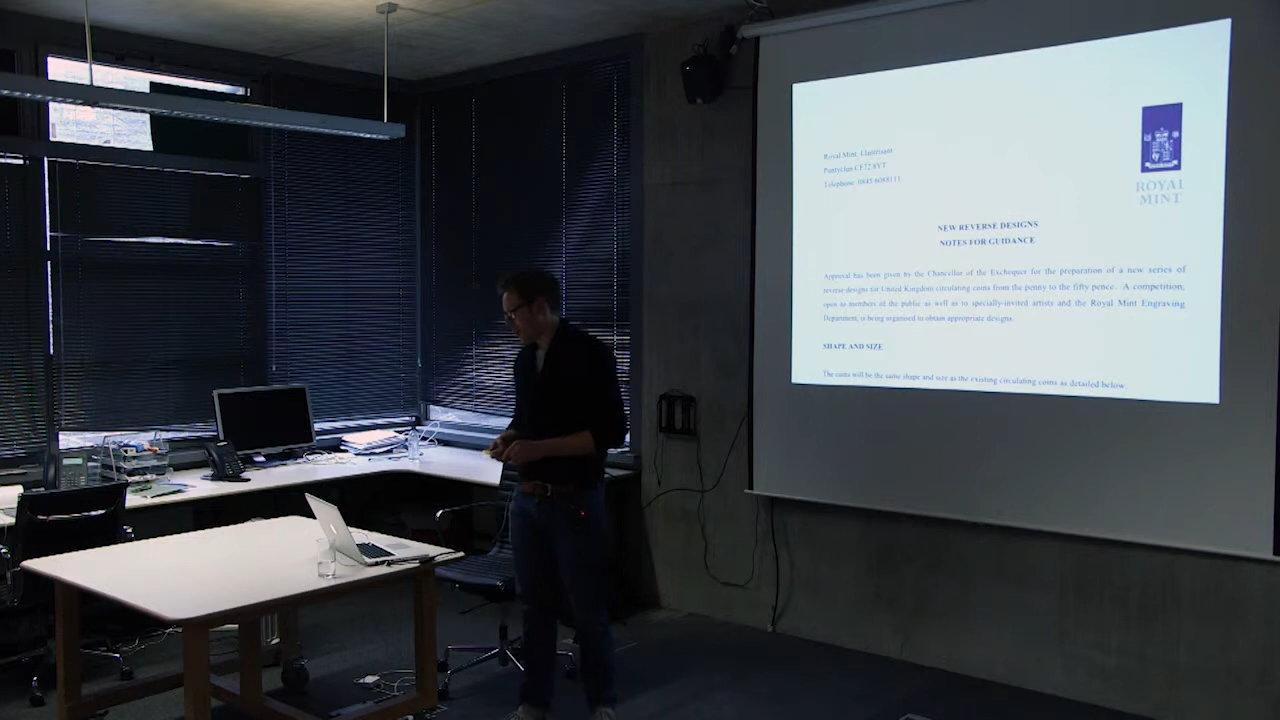 Royal Mint, Llantrisant
Pontyclun CF72 8YT
Telephone: 0845 6088111
ROYAL
MINT
NEW REVERSE DESIGNS
NOTES FOR GUIDANCE
Approval has been given by the Chancellor of the Exchequer for the preparation of a new series of
reverse designs for United Kingdom circulating coins from the penny to the fifty pence. A competition,
open to members of the public as well as to specially-invited artists and the Royal Mint Engraving
Department, is being organised to obtain appropriate designs.
SHAPE AND SIZE
The coins will be the same shape and size as the existing circulating coins as detailed below.